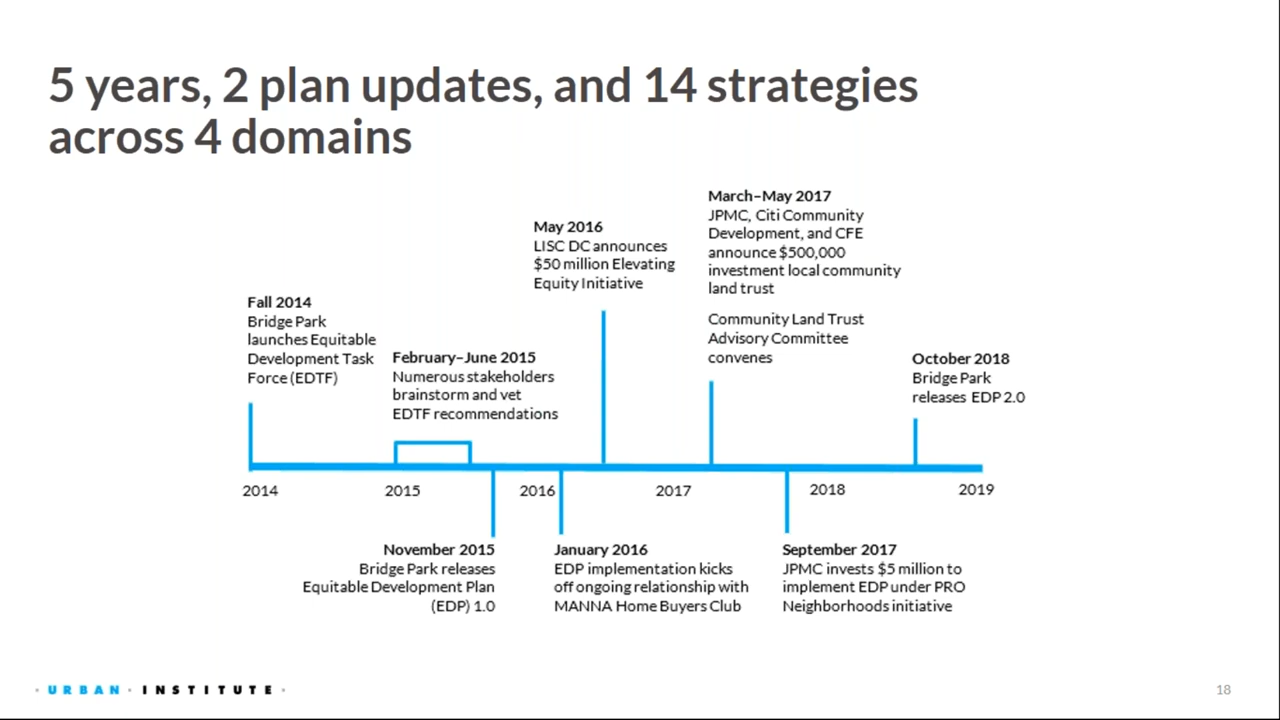 5 years, 2 plan updates, and 14 strategies
across 4 domains
March–May 2017
JPMC, Citi Community
Development, and CFE
announce $500,000
investment local community
land trust
Community Land Trust
Advisory Committee
convenes
May 2016
LISC DC announces
$50 million Elevating
Equity Initiative
Fall 2014
Bridge Park
launches Equitable
Development Task
Force (EDTF)
February–June 2015
Numerous stakeholders
brainstorm and vet
EDTF recommendations
October 2018
Bridge Park
releases EDP 2.0
2014
2015
2016
2017
2018
2019
November 2015
Bridge Park releases
Equitable Development Plan
(EDP) 1.0
January 2016
EDP implementation kicks
off ongoing relationship with
MANNA Home Buyers Club
September 2017
JPMC invests $5 million to
implement EDP under PRO
Neighborhoods initiative
· URBAN · INSTITUTE ·
18